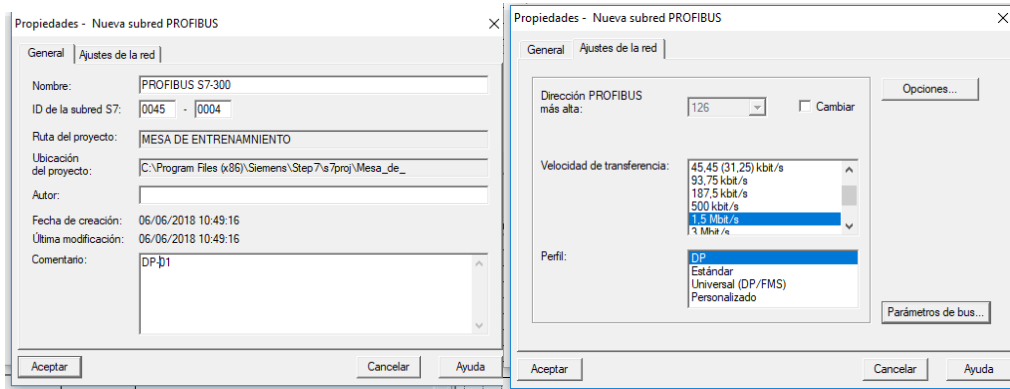 Propiedades - Nueva subred PROFIBUS
General
Ajustes de la red
Nombre:
PROFIBUS S7-300
ID de la subred S7:
0045 - 0004
Ruta del proyecto:
MESA DE ENTRENAMNIENTO
Ubicación
del proyecto:
C:\Program Files (x86)\Siemens\Step7\s7proj\Mesa_de_
Autor:
Fecha de creación:
06/06/2018 10:49:16
Última modificación:
06/06/2018 10:49:16
Comentario:
DP-01
Aceptar
Cancelar
Ayuda
Propiedades - Nueva subred PROFIBUS
General
Ajustes de la red
Dirección PROFIBUS
más alta:
126
Cambiar
Opciones...
Velocidad de transferencia:
45,45 (31,25) kbit/s
93,75 kbit/s
187,5 kbit/s
500 kbit/s
1,5 Mbit/s
3 Mbit/s
Perfil:
DP
Estándar
Universal (DP/FMS)
Personalizado
Parámetros de bus...
Aceptar
Cancelar
Ayuda